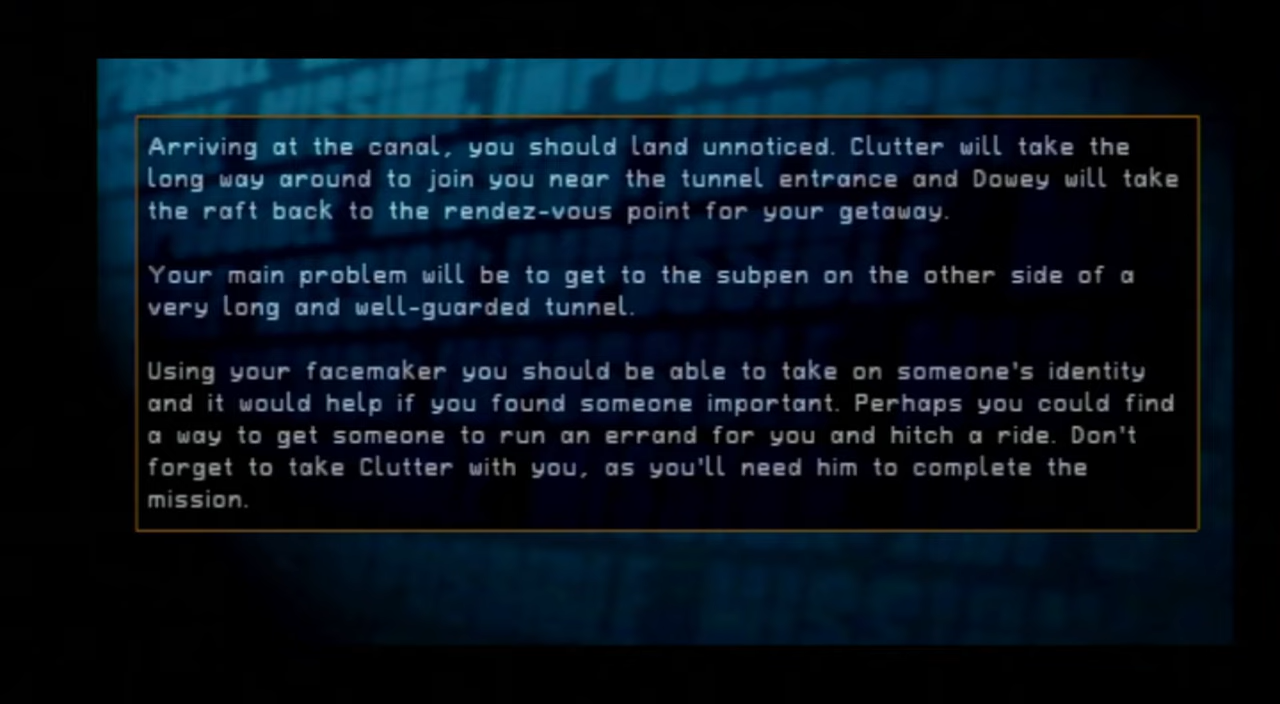 Arriving at the canal, you should land unnoticed. Clutter will take the
long way around to join you near the tunnel entrance and Dowey will take
the raft back to the rendez-vous point for your getaway.
Your main problem will be to get to the subpen on the other side of a
very long and well-guarded tunnel.
Using your facemaker you should be able to take on someone's identity
and it would help if you found someone important. Perhaps you could find
a way to get someone to run an errand for you and hitch a ride. Don't
forget to take Clutter with you, as you'll need him to complete the
mission.